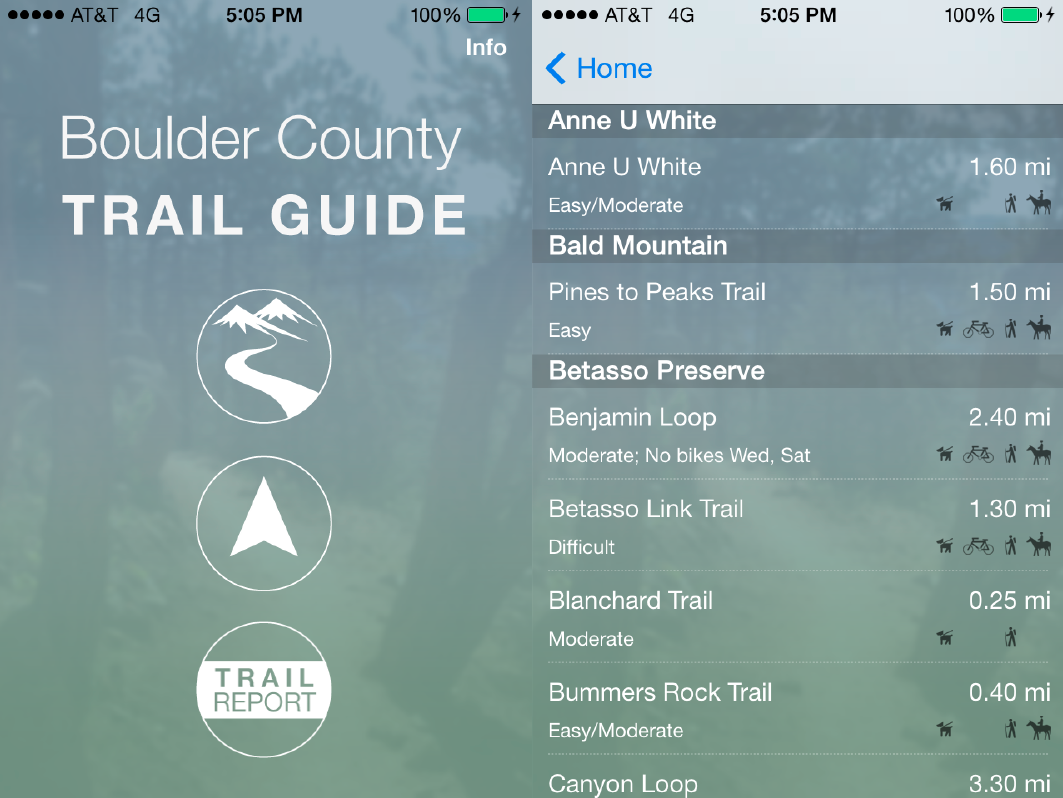 AT&T 4G 5:05 PM 100%
Info
Boulder County
TRAIL GUIDE
TRAIL
REPORT
AT&T 4G 5:05 PM 100%
Home
Anne U White
Anne U White 1.60 mi
Easy/Moderate
Bald Mountain
Pines to Peaks Trail 1.50 mi
Easy
Betasso Preserve
Benjamin Loop 2.40 mi
Moderate; No bikes Wed, Sat
Betasso Link Trail 1.30 mi
Difficult
Blanchard Trail 0.25 mi
Moderate
Bummers Rock Trail 0.40 mi
Easy/Moderate
Canyon Loop 3.30 mi